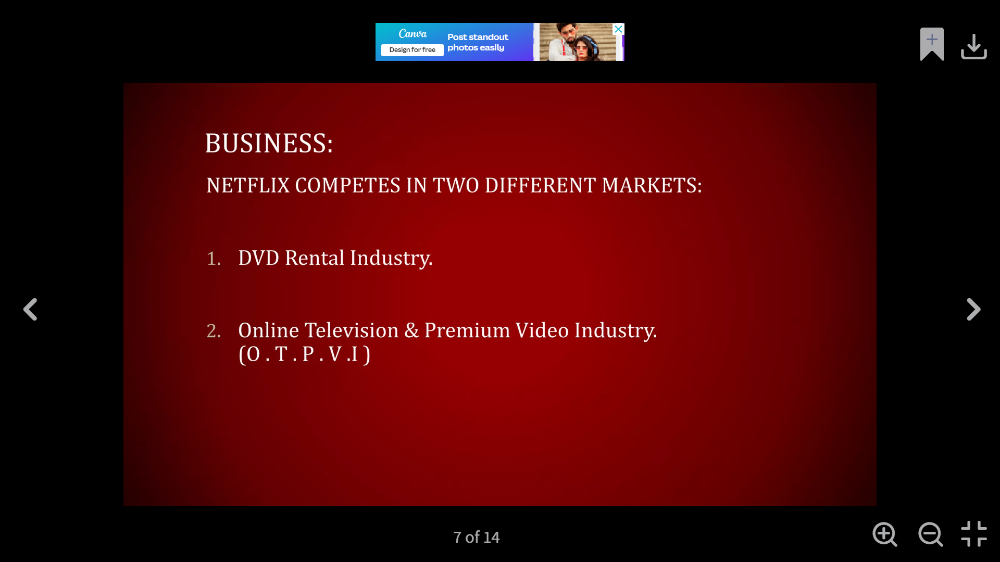 Canva
Design for free
Post standout
photos easily
BUSINESS:
NETFLIX COMPETES IN TWO DIFFERENT MARKETS:
1. DVD Rental Industry.
2. Online Television & Premium Video Industry.
(O . T . P . V .I )
7 of 14